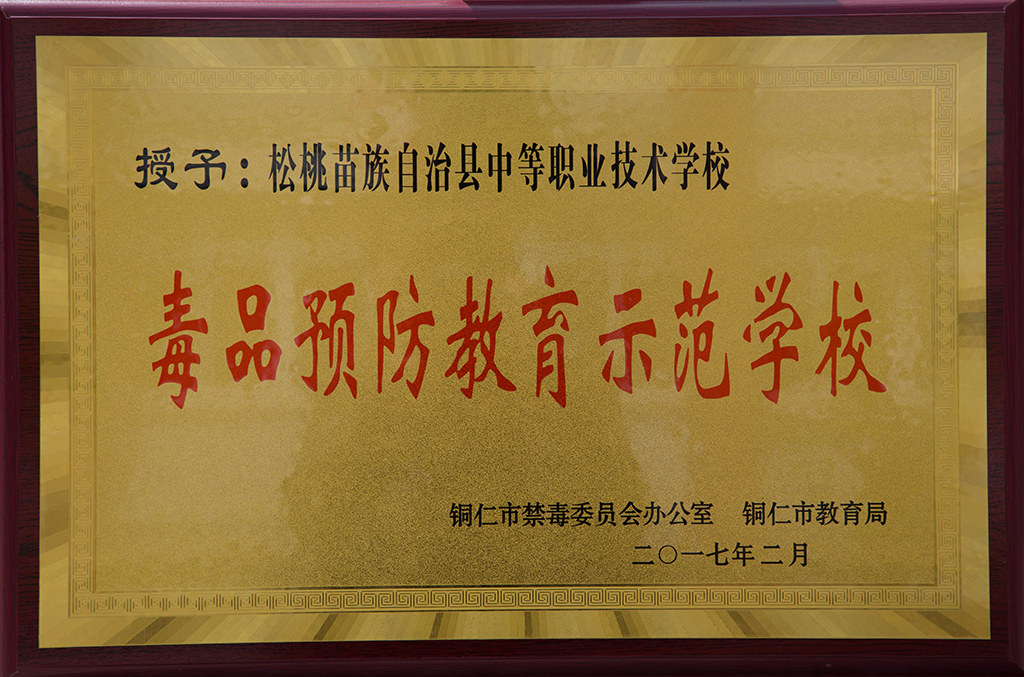 授予：松桃苗族自治县中等职业技术学校
毒品预防教育示范学校
铜仁市禁毒委员会办公室 铜仁市教育局
二〇一七年二月